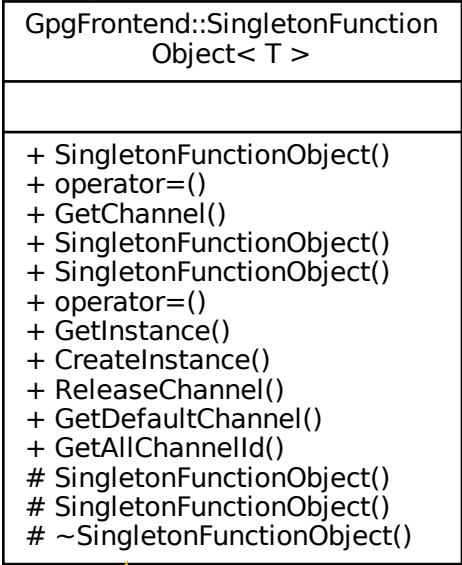 GpgFrontend::SingletonFunction
Object< T >
+ SingletonFunctionObject()
+ operator=()
+ GetChannel()
+ SingletonFunctionObject()
+ SingletonFunctionObject()
+ operator=()
+ GetInstance()
+ CreateInstance()
+ ReleaseChannel()
+ GetDefaultChannel()
+ GetAllChannelId()
# SingletonFunctionObject()
# SingletonFunctionObject()
# ~SingletonFunctionObject()